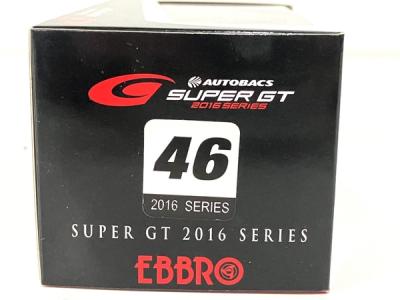 AUTOBACS
SUPER GT
2016 SERIES
46
2016 SERIES
SUPER GT 2016 SERIES
EBBRO